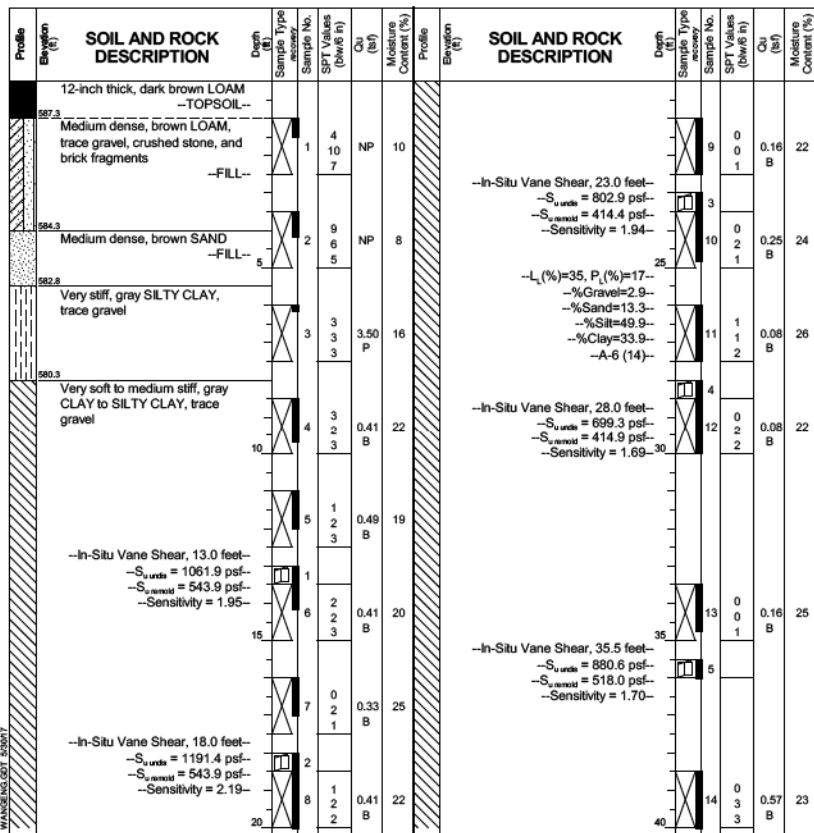 Profile
Elevation (ft)
SOIL AND ROCK DESCRIPTION
Depth (ft)
Sample Type
recovery
Sample No.
SPT Values (blw/6 in)
Qu (tsf)
Moisture Content (%)
12-inch thick, dark brown LOAM
--TOPSOIL--
587.3
Medium dense, brown LOAM,
trace gravel, crushed stone, and
brick fragments
--FILL--
1
4
10
7
NP
10
584.3
Medium dense, brown SAND
--FILL--
5
2
9
6
5
NP
8
582.8
Very stiff, gray SILTY CLAY,
trace gravel
3
3
3
3
3.50
P
16
580.3
Very soft to medium stiff, gray
CLAY to SILTY CLAY, trace
gravel
10
4
3
2
3
0.41
B
22
5
1
2
3
0.49
B
19
--In-Situ Vane Shear, 13.0 feet--
--Su undis = 1061.9 psf--
--Su remold = 543.9 psf--
--Sensitivity = 1.95--
1
15
6
2
2
3
0.41
B
20
7
0
2
1
0.33
B
25
--In-Situ Vane Shear, 18.0 feet--
--Su undis = 1191.4 psf--
--Su remold = 543.9 psf--
--Sensitivity = 2.19--
2
20
8
1
2
2
0.41
B
22
WANGENG.GDT 5/30/17
Profile
Elevation (ft)
SOIL AND ROCK DESCRIPTION
Depth (ft)
Sample Type
recovery
Sample No.
SPT Values (blw/6 in)
Qu (tsf)
Moisture Content (%)
9
0
0
1
0.16
B
22
--In-Situ Vane Shear, 23.0 feet--
--Su undis = 802.9 psf--
--Su remold = 414.4 psf--
--Sensitivity = 1.94--
3
25
10
0
2
1
0.25
B
24
--LL(%)=35, PL(%)=17--
--%Gravel=2.9--
--%Sand=13.3--
--%Silt=49.9--
--%Clay=33.9--
--A-6 (14)--
11
1
1
2
0.08
B
26
4
--In-Situ Vane Shear, 28.0 feet--
--Su undis = 699.3 psf--
--Su remold = 414.9 psf--
--Sensitivity = 1.69--
30
12
0
2
2
0.08
B
22
13
0
0
1
0.16
B
25
35
--In-Situ Vane Shear, 35.5 feet--
--Su undis = 880.6 psf--
--Su remold = 518.0 psf--
--Sensitivity = 1.70--
5
40
14
0
3
3
0.57
B
23